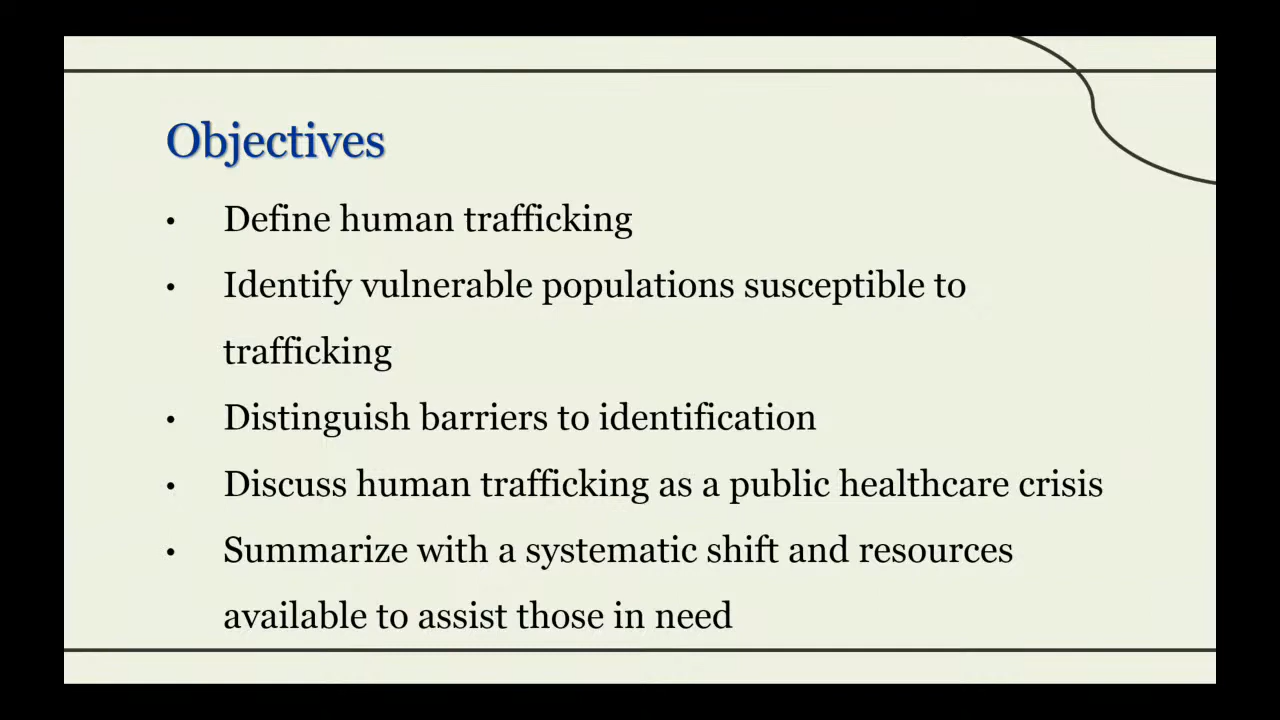 Objectives
• Define human trafficking
• Identify vulnerable populations susceptible to
trafficking
• Distinguish barriers to identification
• Discuss human trafficking as a public healthcare crisis
• Summarize with a systematic shift and resources
available to assist those in need